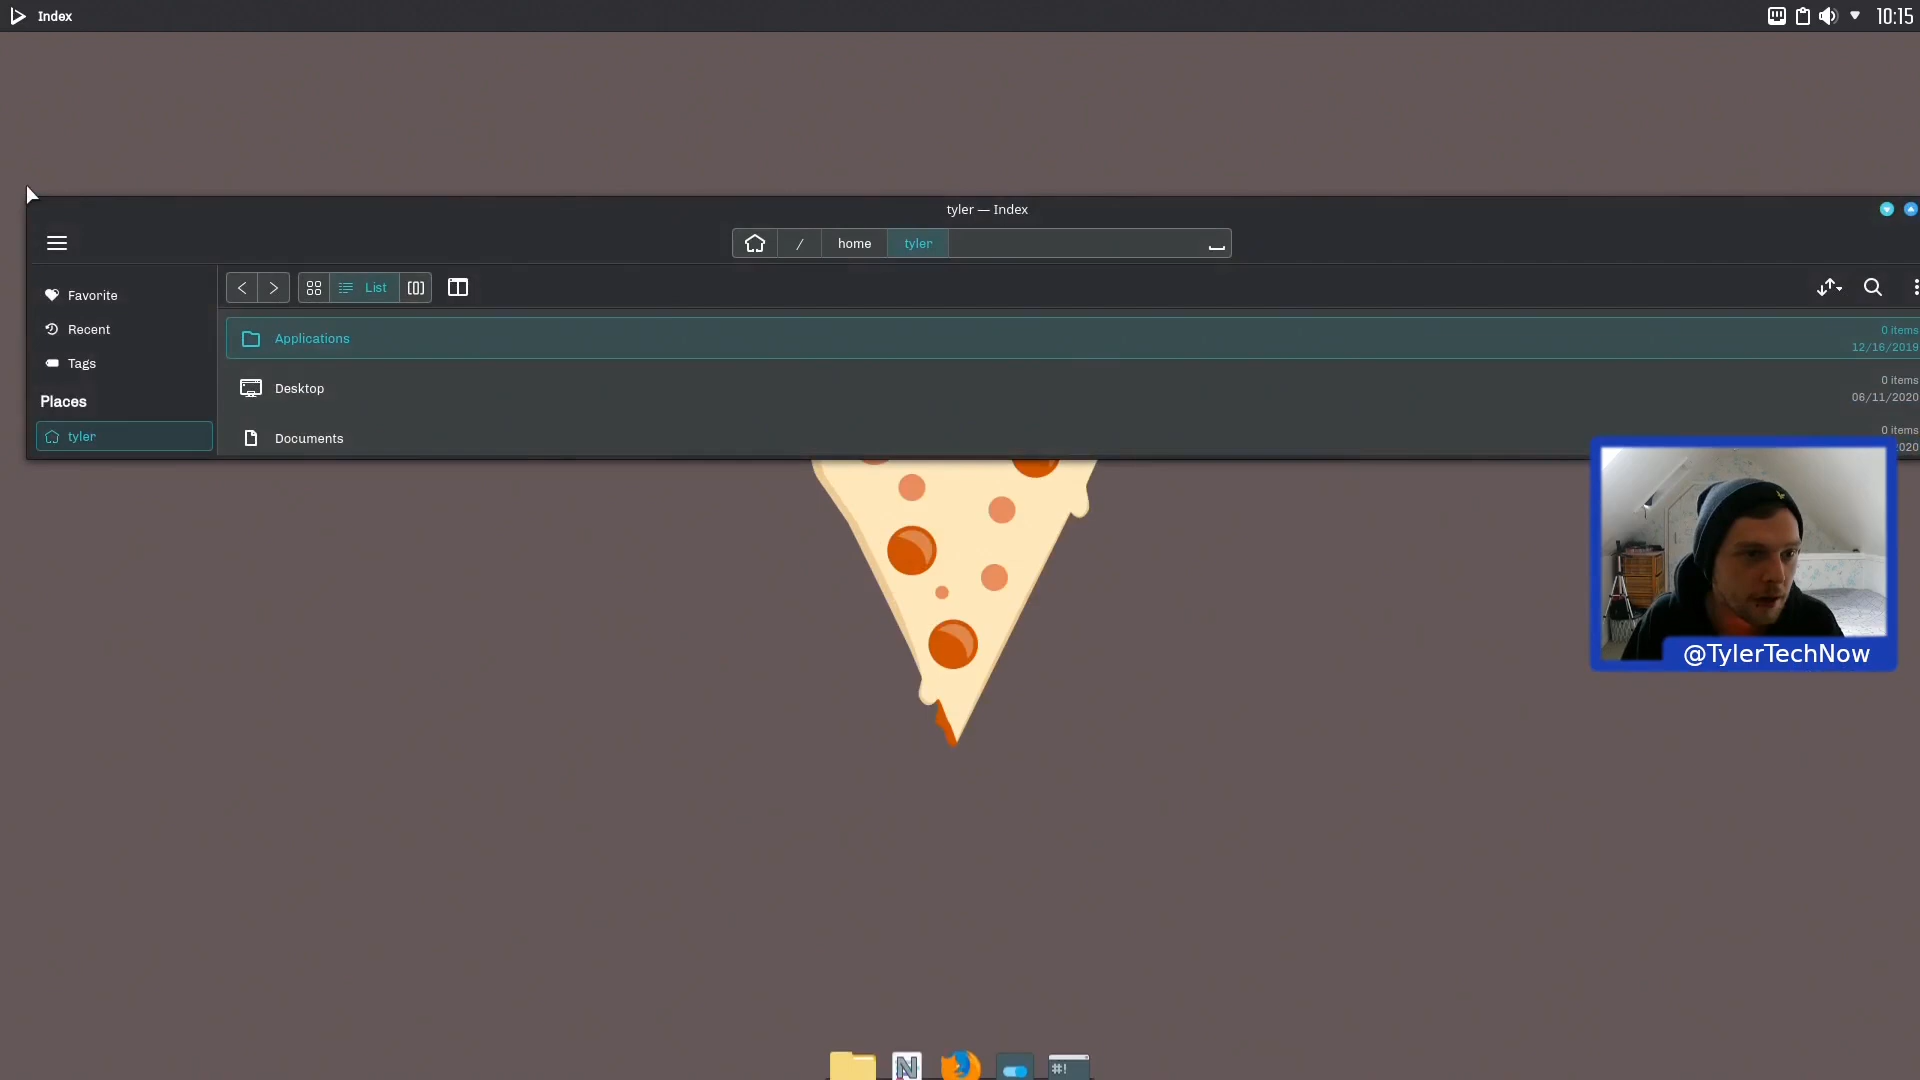 Index
10:15
tyler — Index
/
home
tyler
Favorite
Recent
Tags
Places
tyler
List
Applications
0 items
12/16/2019
Desktop
0 items
06/11/2020
Documents
0 items
2020
@TylerTechNow
N
#!